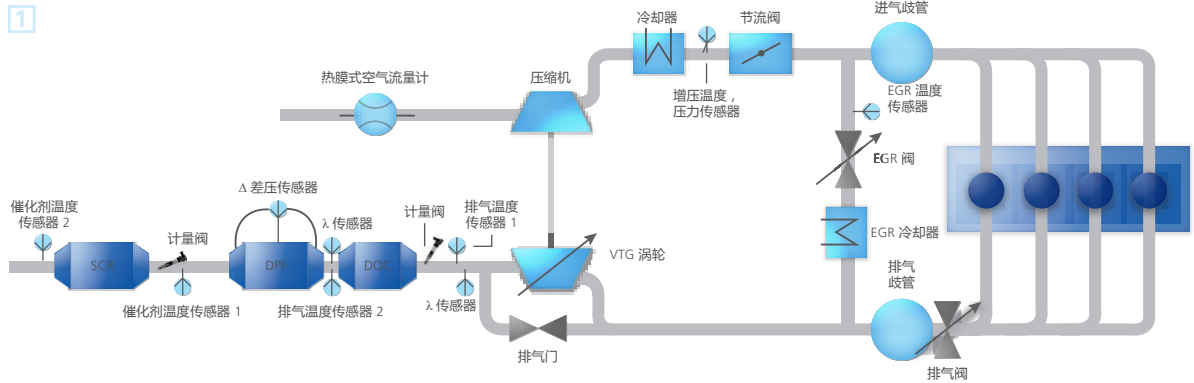 1
冷却器
节流阀
进气歧管
热膜式空气流量计
压缩机
增压温度，
压力传感器
EGR 温度
传感器
EGR 阀
EGR 冷却器
Δ 差压传感器
催化剂温度
传感器 2
计量阀
λ 传感器
计量阀
排气温度
传感器 1
VTG 涡轮
SCR
DPF
DOC
排气
歧管
催化剂温度传感器 1
排气温度传感器 2
λ 传感器
排气门
排气阀